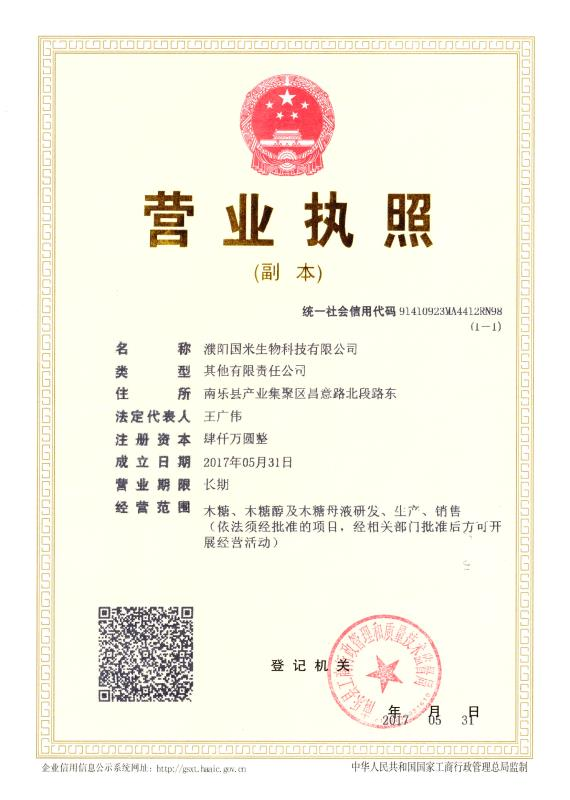 营业执照
(副 本)
统一社会信用代码 91410923MA4412RN98
(1-1)
名 称 濮阳国米生物科技有限公司
类 型 其他有限责任公司
住 所 南乐县产业集聚区昌意路北段路东
法定代表人 王广伟
注册资本 肆仟万圆整
成立日期 2017年05月31日
营业期限 长期
经营范围 木糖、木糖醇及木糖母液研发、生产、销售
（依法须经批准的项目，经相关部门批准后方可开
展经营活动）
南乐县工商行政管理和质量技术监督局
登记机关
年 月 日
2017 05 31
企业信用信息公示系统网址：http://gsxt.haaic.gov.cn
中华人民共和国国家工商行政管理总局监制